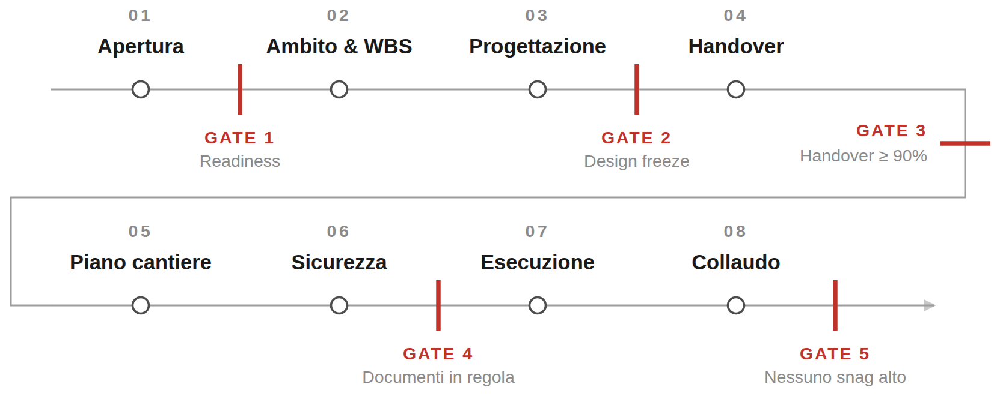 01
Apertura
02
Ambito & WBS
03
Progettazione
04
Handover
GATE 1
Readiness
GATE 2
Design freeze
GATE 3
Handover ≥ 90%
05
Piano cantiere
06
Sicurezza
07
Esecuzione
08
Collaudo
GATE 4
Documenti in regola
GATE 5
Nessuno snag alto